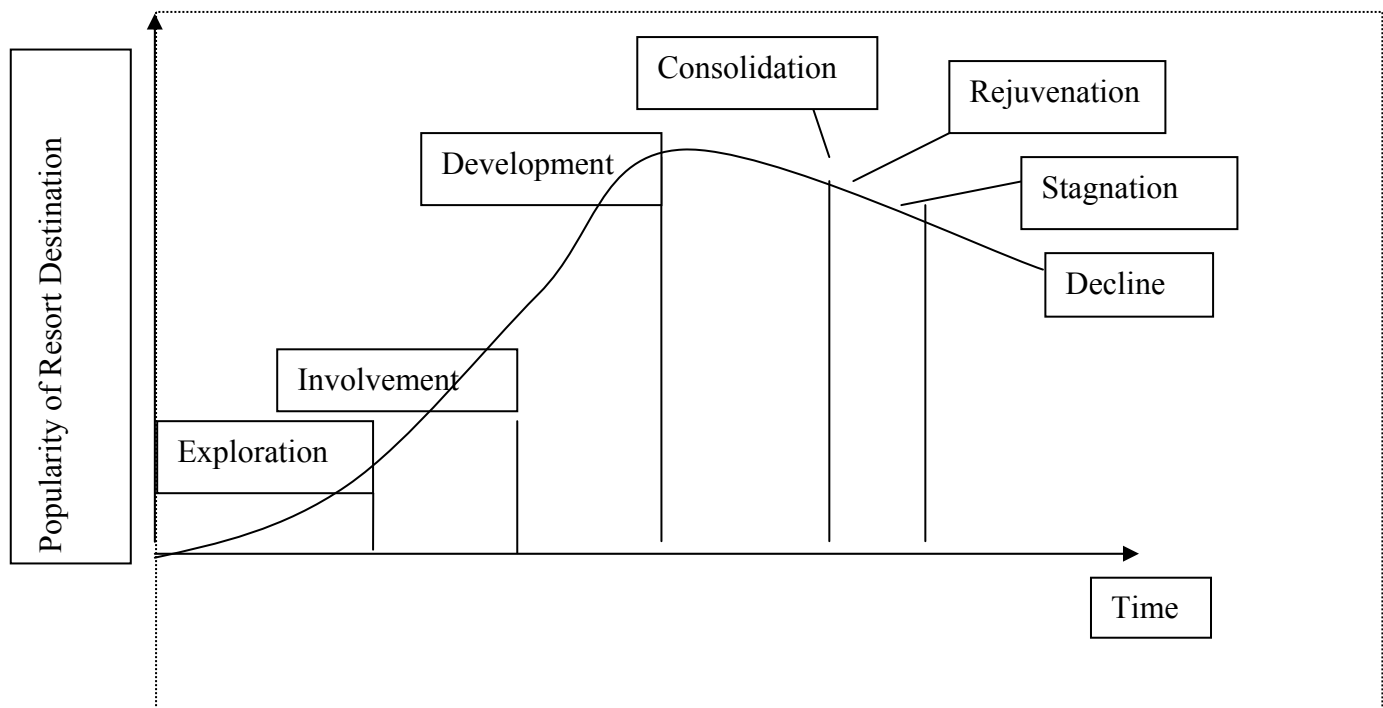 Popularity of Resort Destination
Consolidation
Rejuvenation
Development
Stagnation
Decline
Involvement
Exploration
Time